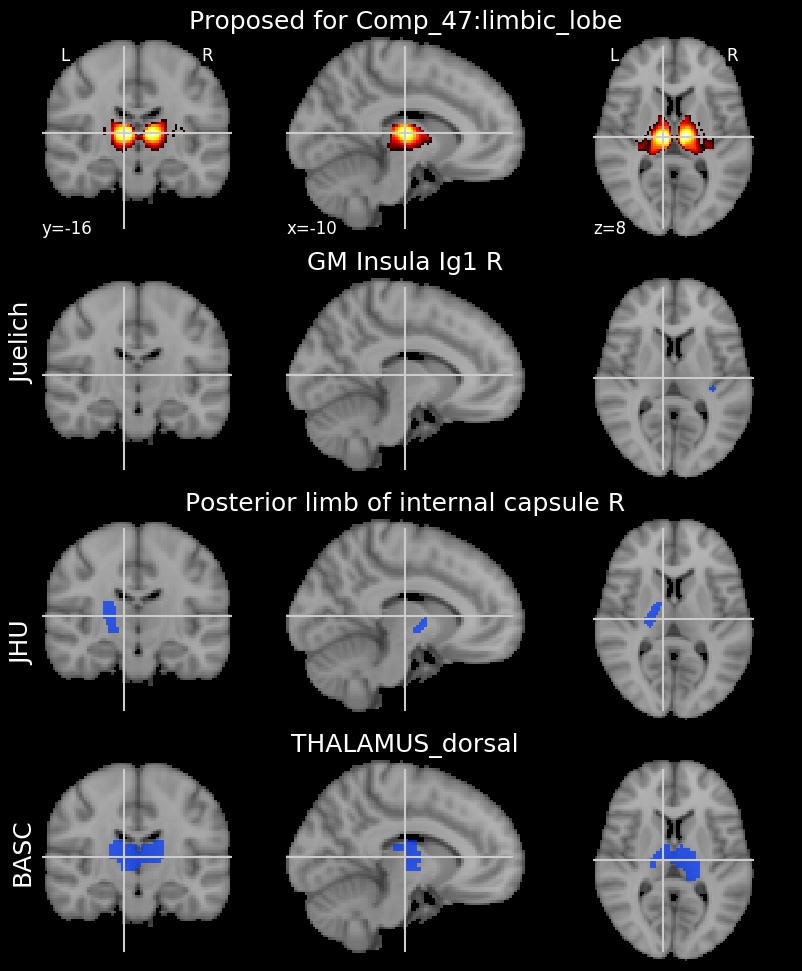 Proposed for Comp_47:limbic_lobe
L R L R
y=-16 x=-10 z=8
GM Insula Ig1 R
Juelich
Posterior limb of internal capsule R
JHU
THALAMUS_dorsal
BASC